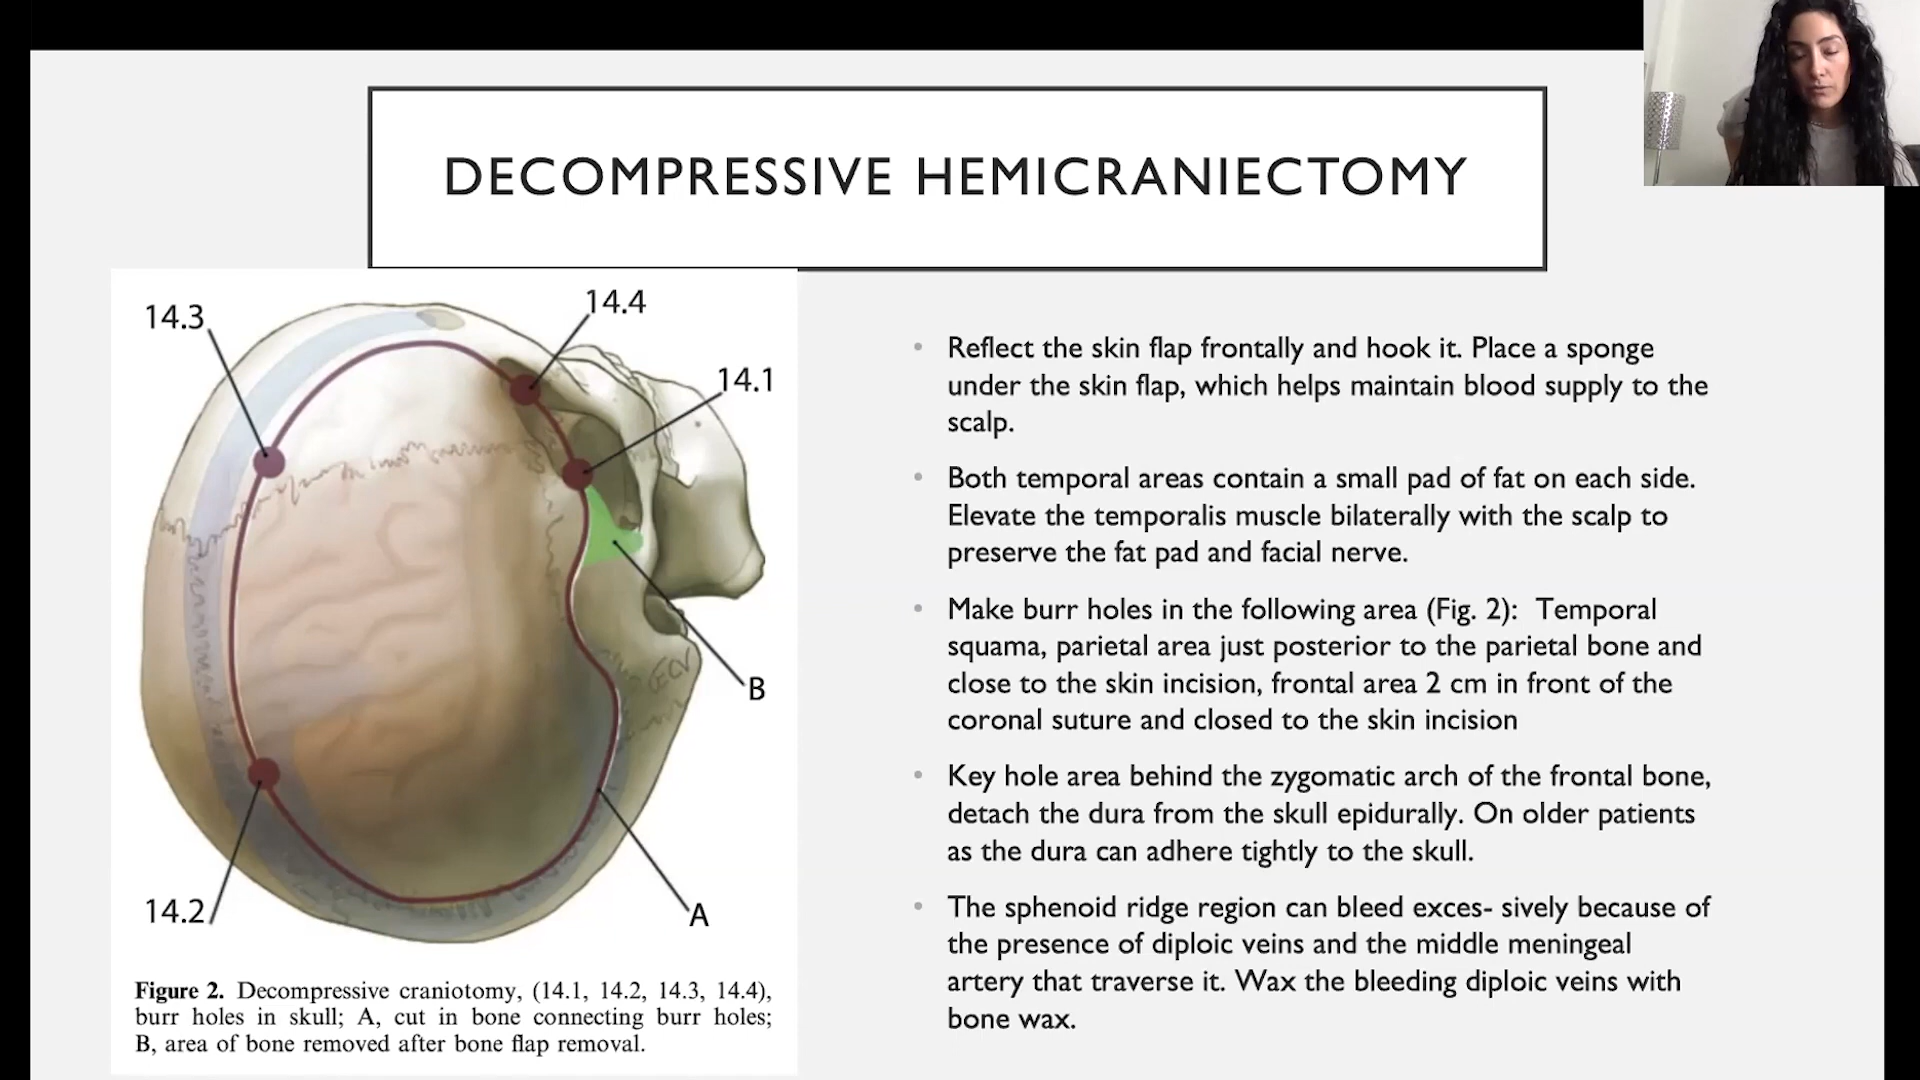 DECOMPRESSIVE HEMICRANIECTOMY
14.3
14.4
14.1
B
14.2
A
Figure 2. Decompressive craniotomy, (14.1, 14.2, 14.3, 14.4),
burr holes in skull; A, cut in bone connecting burr holes;
B, area of bone removed after bone flap removal.
• Reflect the skin flap frontally and hook it. Place a sponge
under the skin flap, which helps maintain blood supply to the
scalp.
• Both temporal areas contain a small pad of fat on each side.
Elevate the temporalis muscle bilaterally with the scalp to
preserve the fat pad and facial nerve.
• Make burr holes in the following area (Fig. 2): Temporal
squama, parietal area just posterior to the parietal bone and
close to the skin incision, frontal area 2 cm in front of the
coronal suture and closed to the skin incision
• Key hole area behind the zygomatic arch of the frontal bone,
detach the dura from the skull epidurally. On older patients
as the dura can adhere tightly to the skull.
• The sphenoid ridge region can bleed exces- sively because of
the presence of diploic veins and the middle meningeal
artery that traverse it. Wax the bleeding diploic veins with
bone wax.